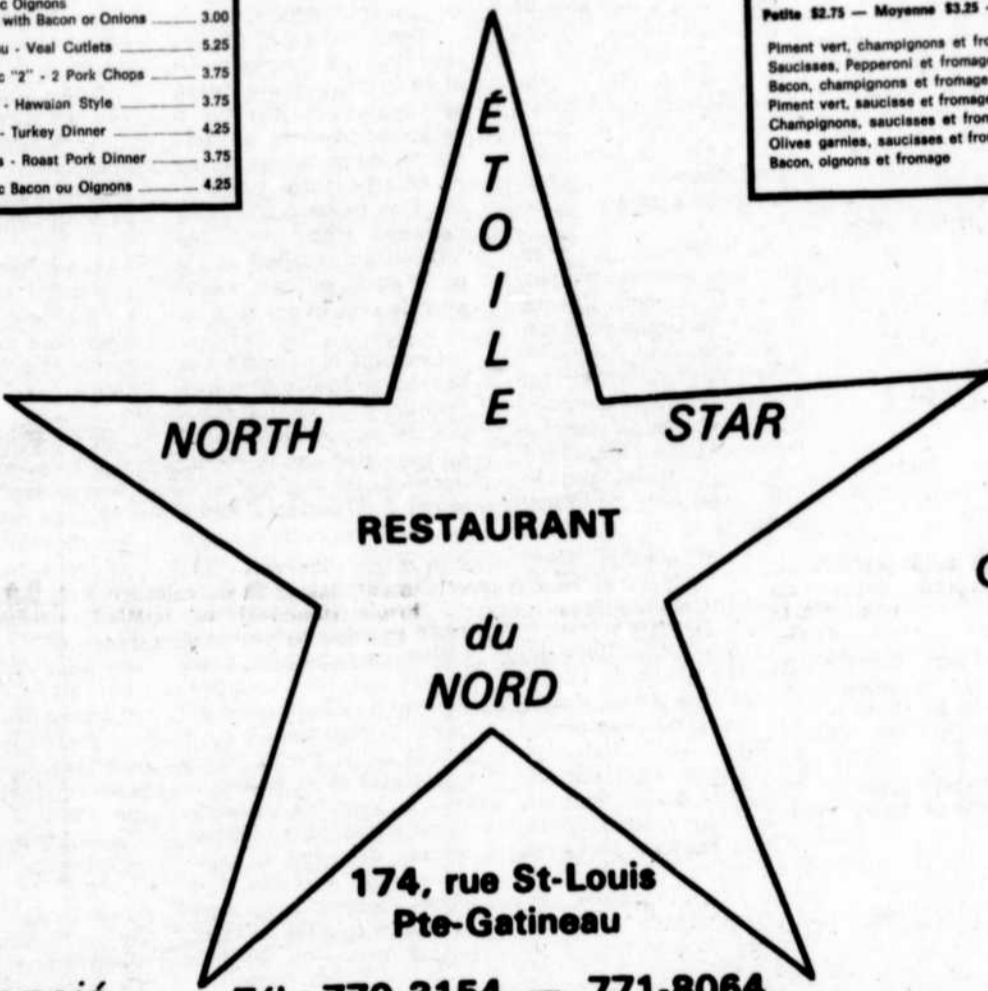 c Oignons
with Bacon or Onions 3.00
u - Veal Cutlets 5.25
c "2" - 2 Pork Chops 3.75
- Hawaian Style 3.75
- Turkey Dinner 4.25
s - Roast Pork Dinner 3.75
c Bacon ou Oignons 4.25
Petite $2.75 — Moyenne $3.25 -
Piment vert, champignons et fro
Saucisses, Pepperoni et fromage
Bacon, champignons et fromage
Piment vert, saucisse et fromage
Champignons, saucisses et from
Olives garnies, saucisses et from
Bacon, oignons et fromage
ÉTOILE
NORTH STAR
RESTAURANT
du
NORD
174, rue St-Louis
Pte-Gatineau
771-8064